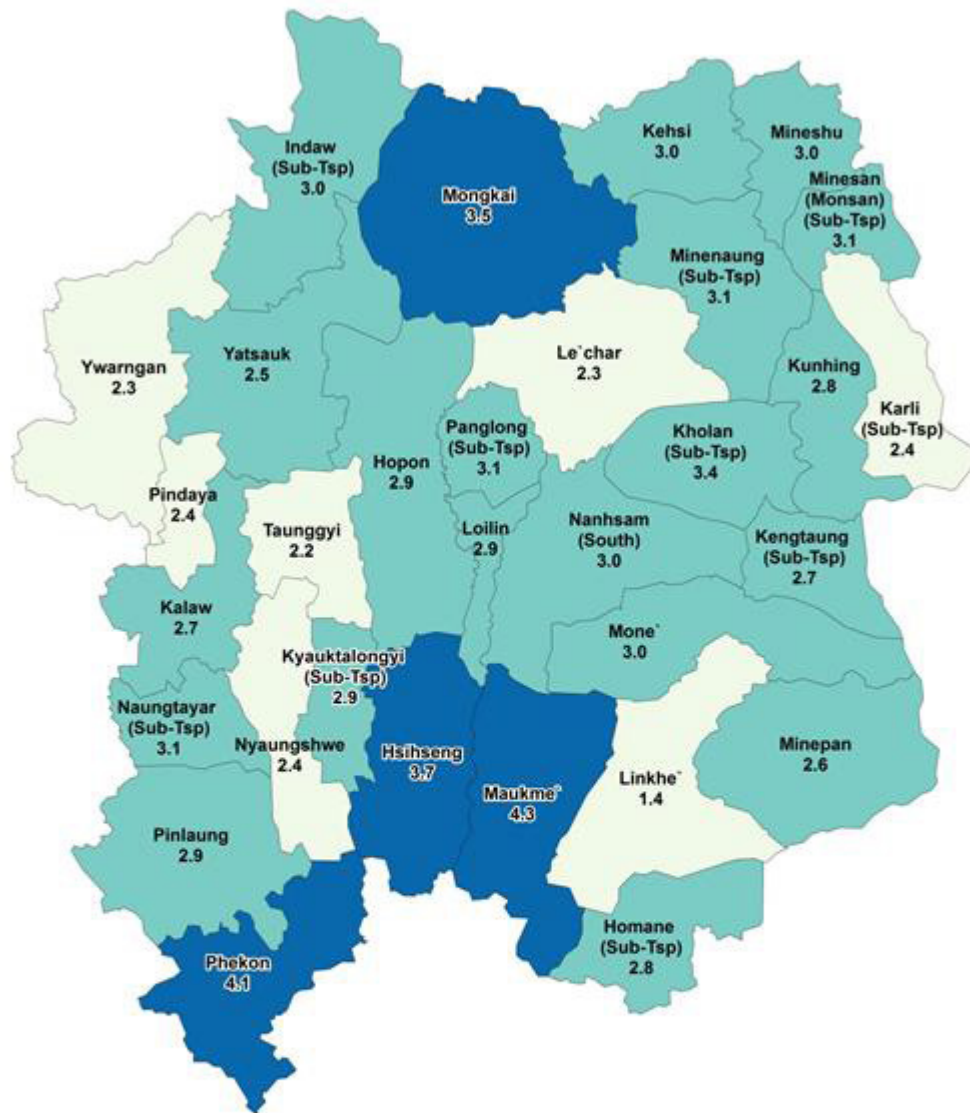 Indaw
(Sub-Tsp)
3.0
Mongkai
3.5
Kehsi
3.0
Mineshu
3.0
Minesan
(Monsan)
(Sub-Tsp)
3.1
Minenaung
(Sub-Tsp)
3.1
Ywarngan
2.3
Yatsauk
2.5
Le`char
2.3
Kunhing
2.8
Karli
(Sub-Tsp)
2.4
Panglong
(Sub-Tsp)
3.1
Kholan
(Sub-Tsp)
3.4
Hopon
2.9
Pindaya
2.4
Taunggyi
2.2
Loilin
2.9
Nanhsam
(South)
3.0
Kengtaung
(Sub-Tsp)
2.7
Kalaw
2.7
Mone`
3.0
Kyauktalongyi
(Sub-Tsp)
2.9
Naungtayar
(Sub-Tsp)
3.1
Nyaungshwe
2.4
Hsihseng
3.7
Maukme`
4.3
Linkhe`
1.4
Minepan
2.6
Pinlaung
2.9
Homane
(Sub-Tsp)
2.8
Phekon
4.1